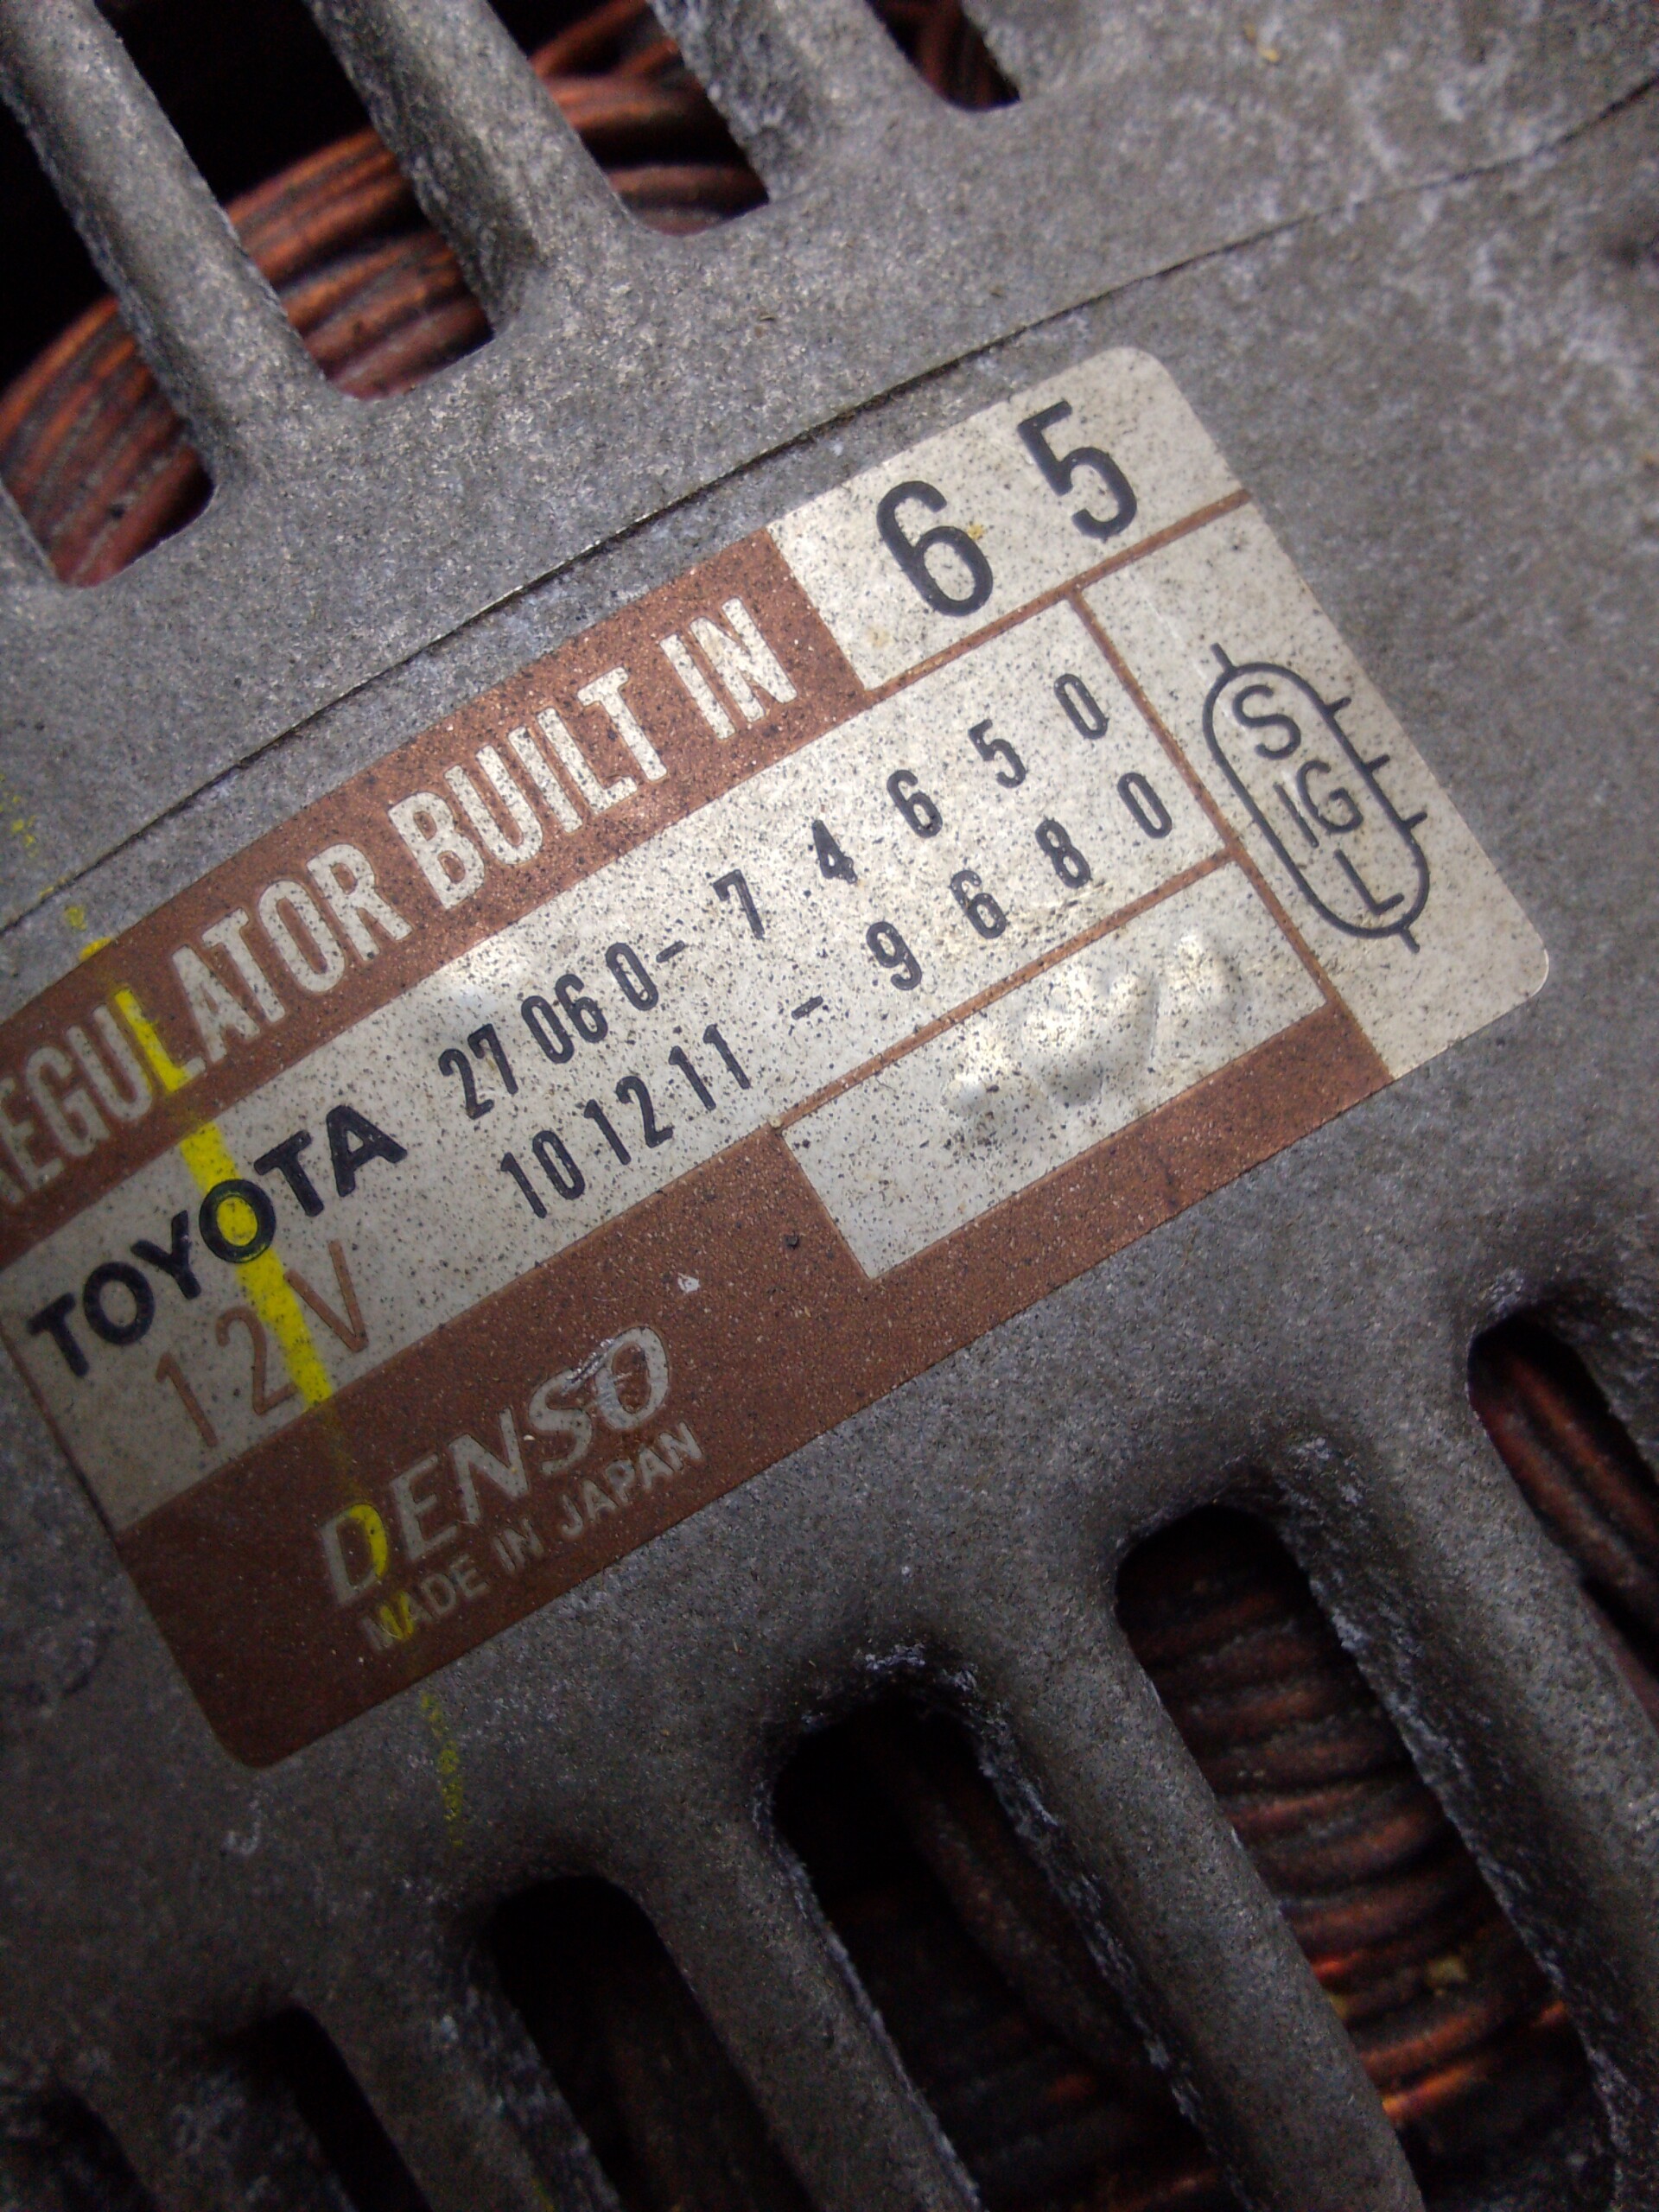 REGULATOR BUILT IN
65
TOYOTA
27060-74650
12V
101211-9680
S
IG
L
DENSO
MADE IN JAPAN